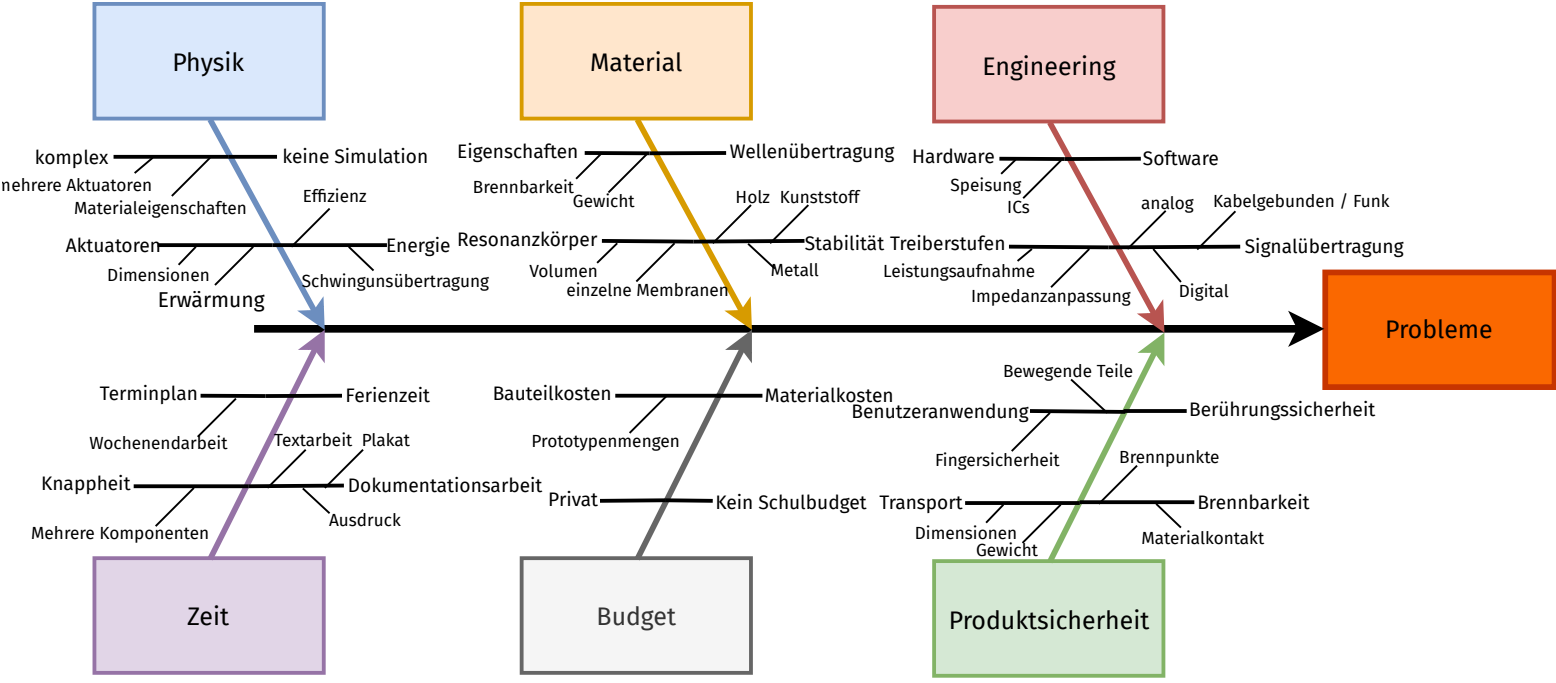 Physik
Material
Engineering
komplex
keine Simulation
nehrere Aktuatoren
Materialeigenschaften
Effizienz
Aktuatoren
Energie
Dimensionen
Erwärmung
Schwingunsübertragung
Eigenschaften
Wellenübertragung
Brennbarkeit
Gewicht
Holz
Kunststoff
Resonanzkörper
Stabilität
Volumen
einzelne Membranen
Metall
Hardware
Software
Speisung
ICs
analog
Kabelgebunden / Funk
Treiberstufen
Signalübertragung
Leistungsaufnahme
Impedanzanpassung
Digital
Probleme
Terminplan
Ferienzeit
Wochenendarbeit
Textarbeit
Plakat
Knappheit
Dokumentationsarbeit
Mehrere Komponenten
Ausdruck
Bauteilkosten
Materialkosten
Prototypenmengen
Privat
Kein Schulbudget
Bewegende Teile
Benutzeranwendung
Berührungssicherheit
Fingersicherheit
Brennpunkte
Transport
Brennbarkeit
Dimensionen
Gewicht
Materialkontakt
Zeit
Budget
Produktsicherheit